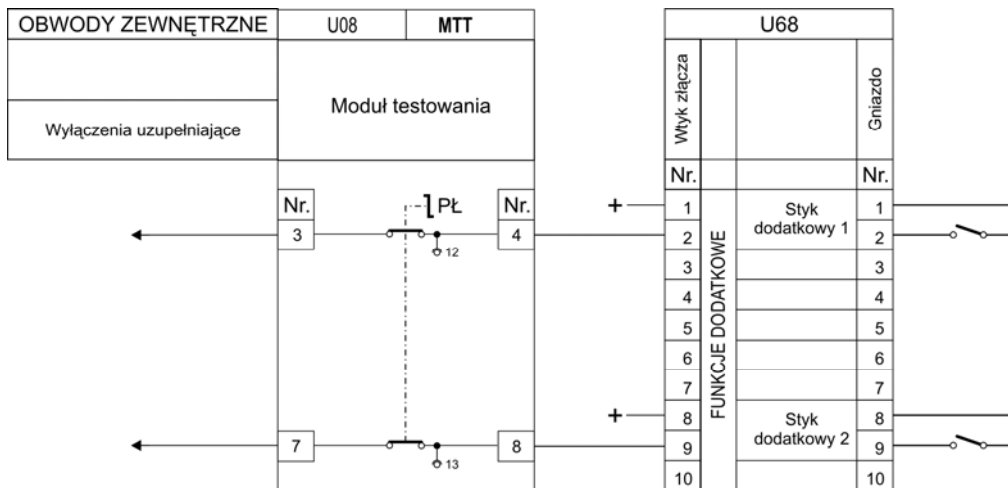 OBWODY ZEWNĘTRZNE
U08
MTT
U68
Moduł testowania
Wyłączenia uzupełniające
Wtyk złącza
Gniazdo
Nr.
Nr.
Nr.
PŁ
Nr.
+
1
Styk
dodatkowy 1
1
3
4
2
2
12
FUNKCJE DODATKOWE
3
3
4
4
5
5
6
6
7
7
+
8
Styk
dodatkowy 2
8
7
8
9
9
13
10
10